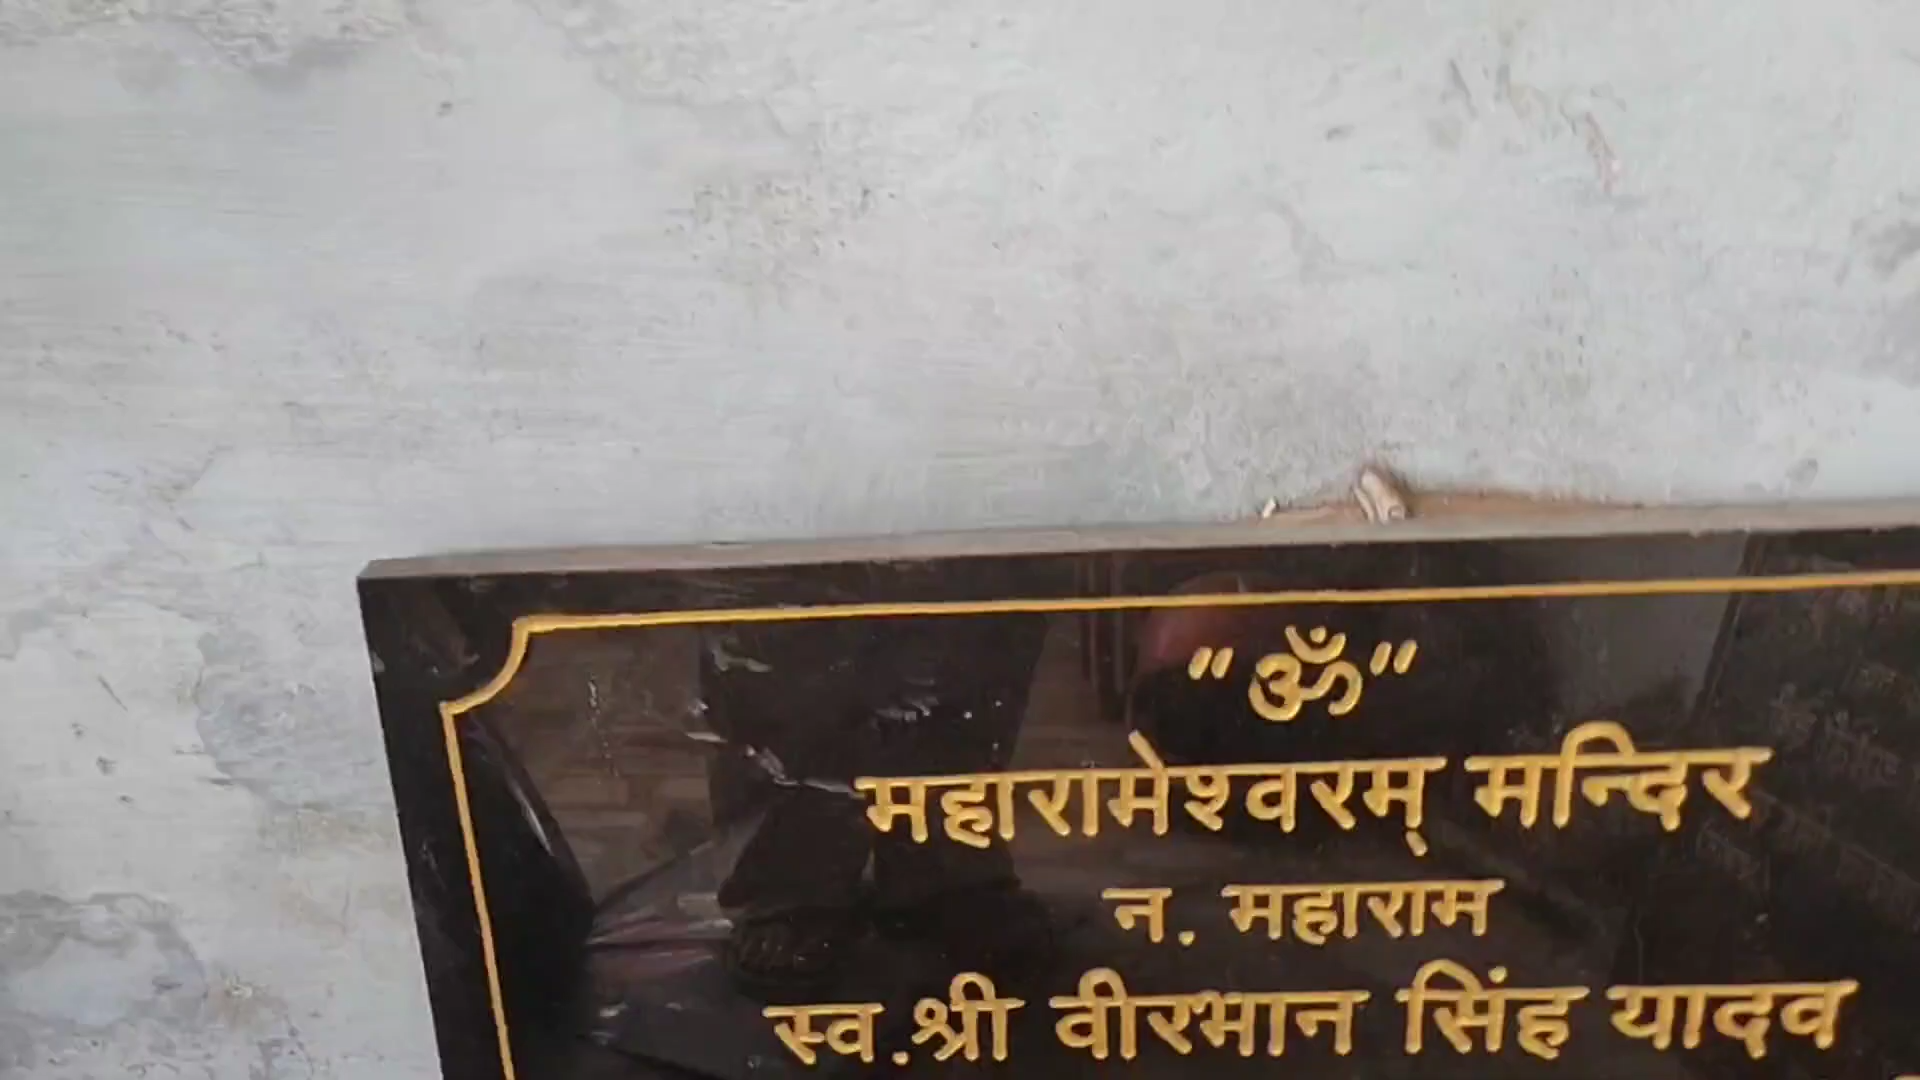 "ॐ"
महारामेश्वरम् मन्दिर
न. महाराम
स्व.श्री वीरभान सिंह यादव